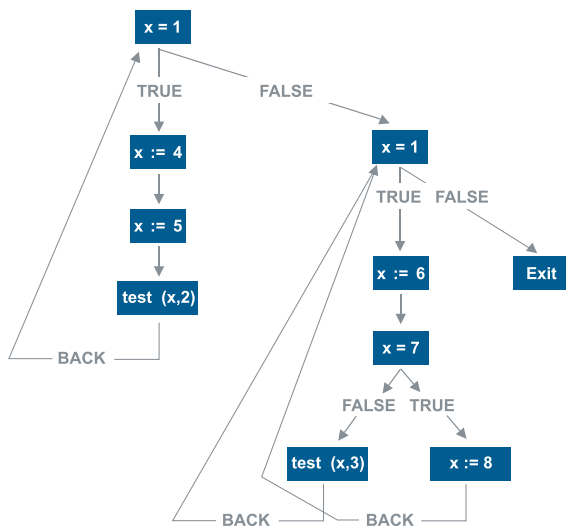 x = 1
TRUE
FALSE
x := 4
x = 1
x := 5
TRUE
FALSE
x := 6
Exit
test (x,2)
x = 7
BACK
FALSE
TRUE
test (x,3)
x := 8
BACK
BACK